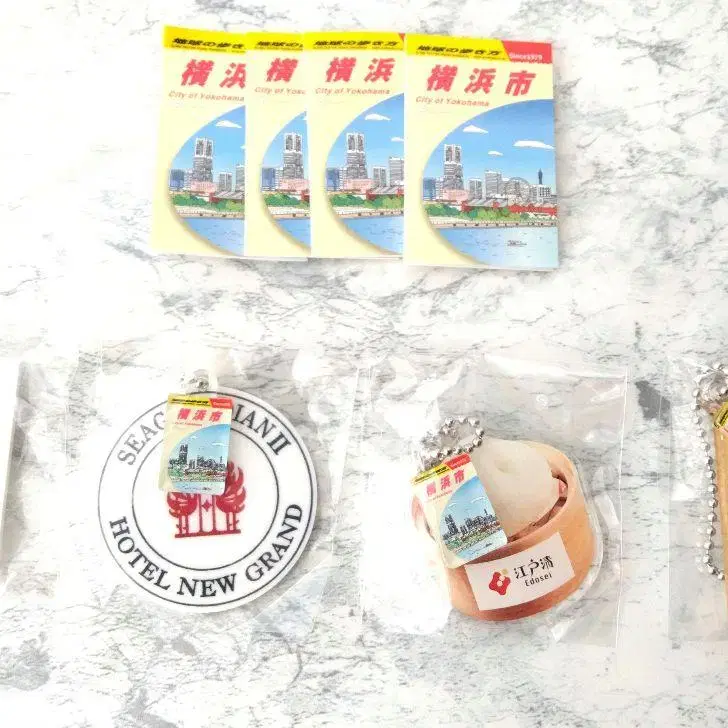 地球の歩き方
横浜
City of Yokohama
地球の歩き方
横浜
City of Yokohama
地球の歩き方
横浜
City of Yokohama
地球の歩き方
Since1979
横浜市
City of Yokohama
横浜市
HOTEL NEW GRAND
横浜市
江戸清
Edosei